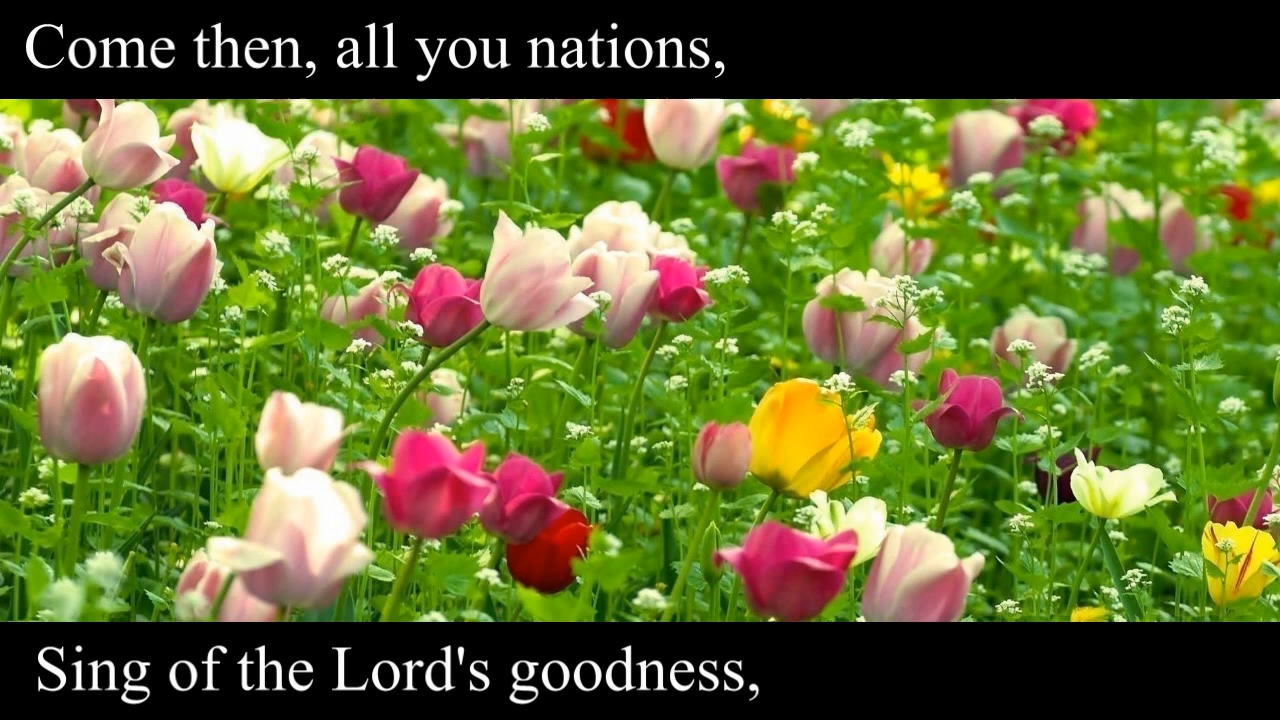 Come then, all you nations,
Sing of the Lord's goodness,